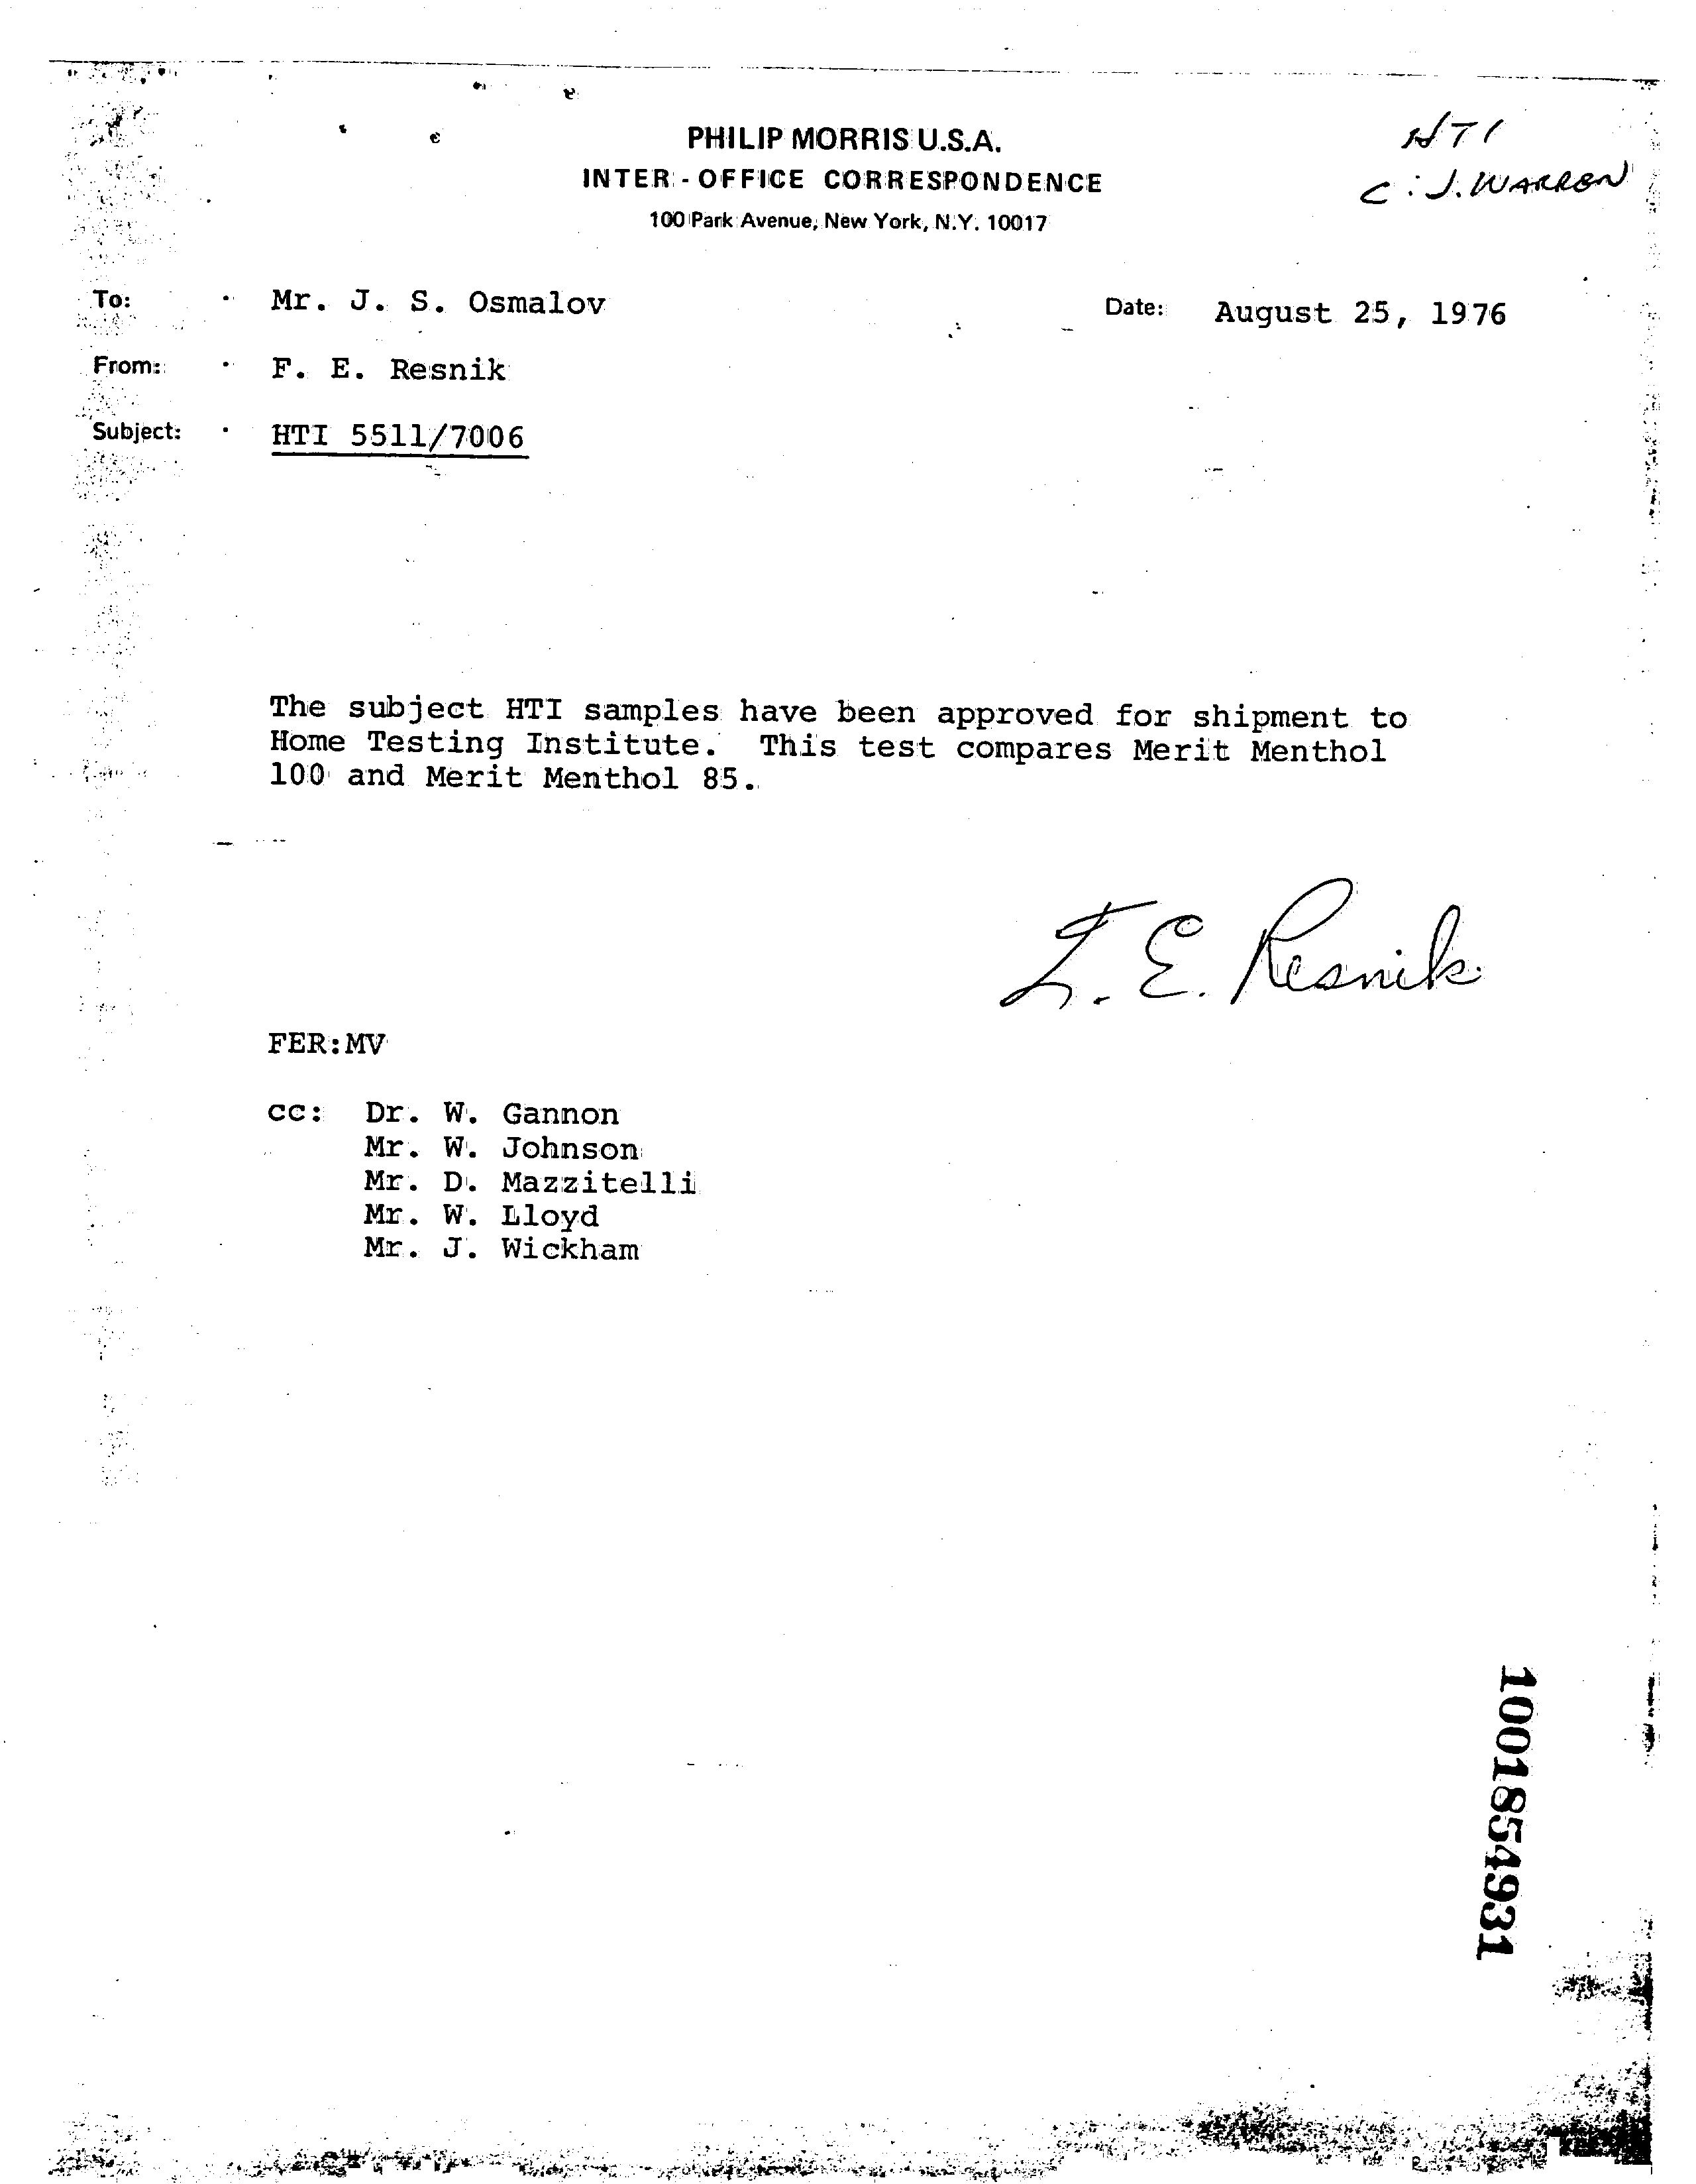 PHILIP MORRIS U.S.A.
INTER-OFFICE CORRESPONDENCE
100 Park Avenue, New York, N.Y. 10017
HTI
C: J. WARREN
To: Mr. J. S. Osmalov
Date: August 25, 1976
From: F. E. Resnik
Subject: HTI 5511/7006
The subject HTI samples have been approved for shipment to
Home Testing Institute. This test compares Merit Menthol
100 and Merit Menthol 85.
F. E. Resnik
FER:MV
cc: Dr. W. Gannon
Mr. W. Johnson
Mr. D. Mazzitelli
Mr. W. Lloyd
Mr. J. Wickham
1001854931